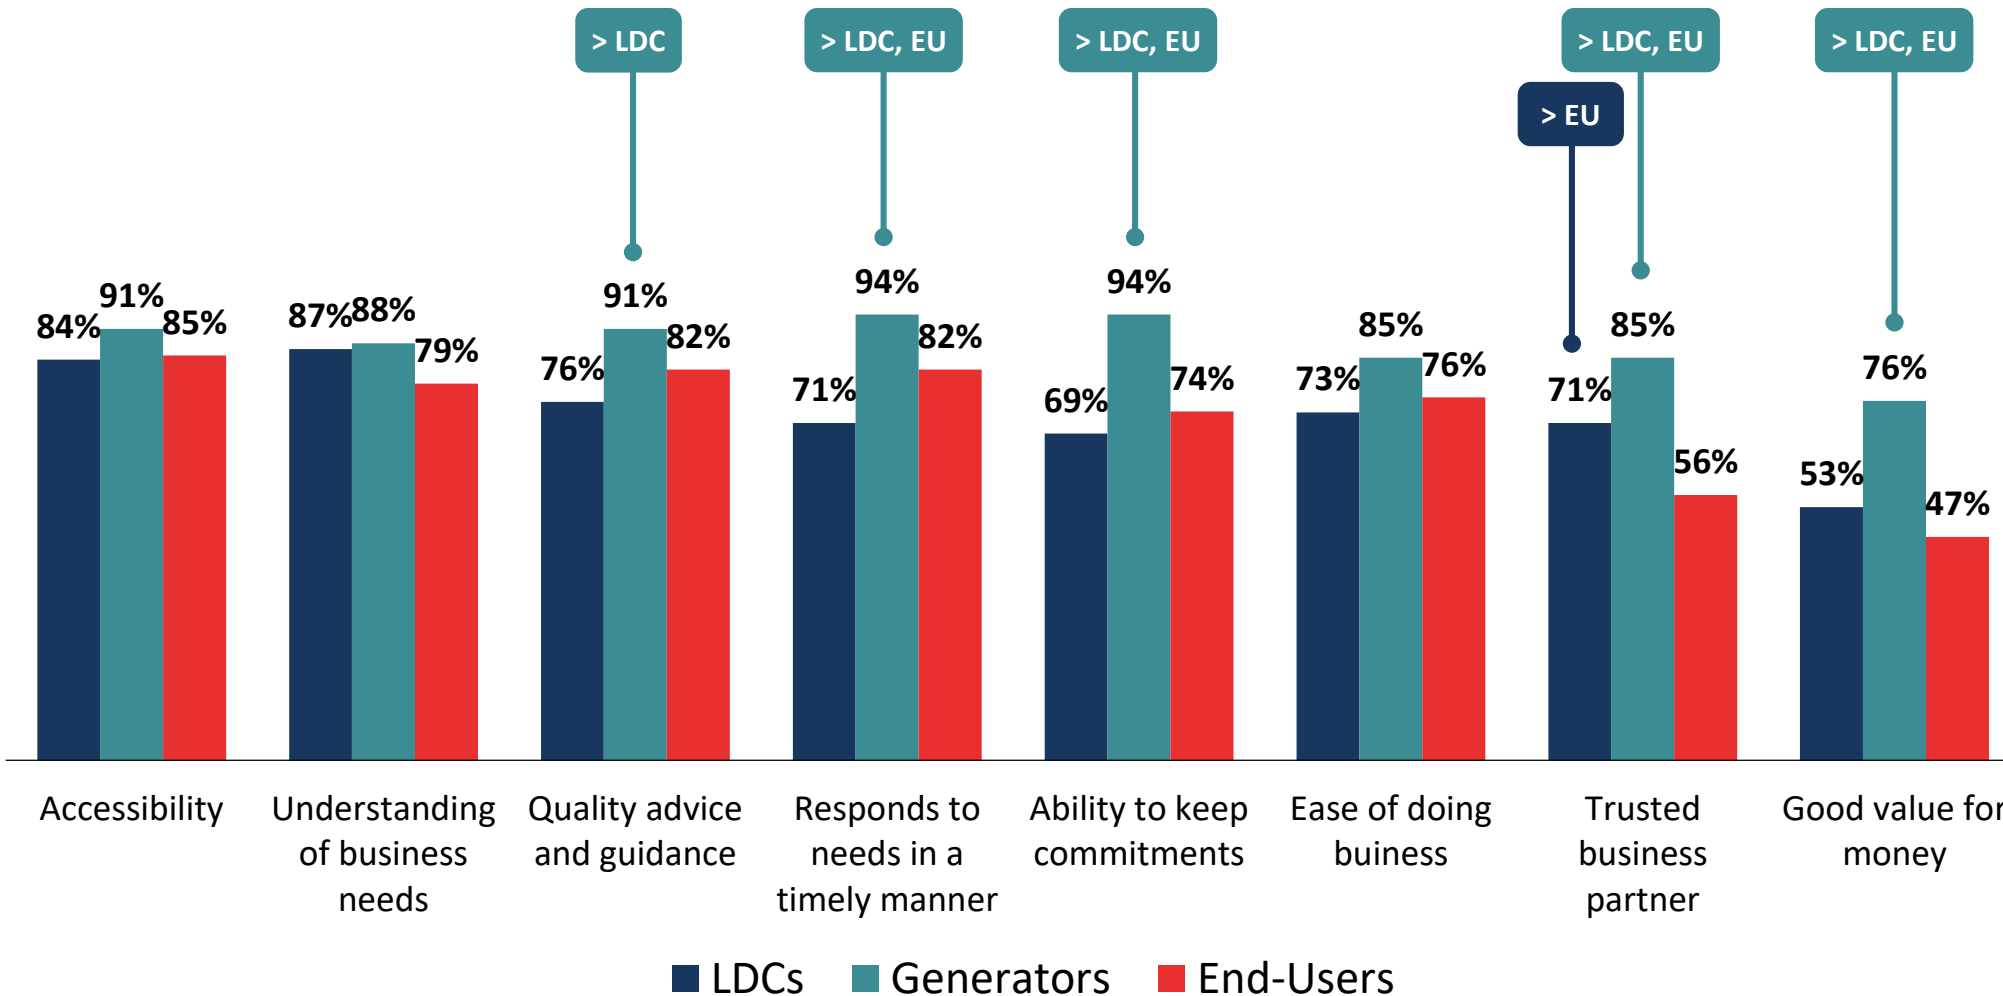 > LDC
> LDC, EU
> LDC, EU
> LDC, EU
> LDC, EU
> EU
84% 91% 85%
87% 88% 79%
76% 91% 82%
71% 94% 82%
69% 94% 74%
73% 85% 76%
71% 85% 56%
53% 76% 47%
Accessibility
Understanding
of business
needs
Quality advice
and guidance
Responds to
needs in a
timely manner
Ability to keep
commitments
Ease of doing
buiness
Trusted
business
partner
Good value for
money
LDCs Generators End-Users